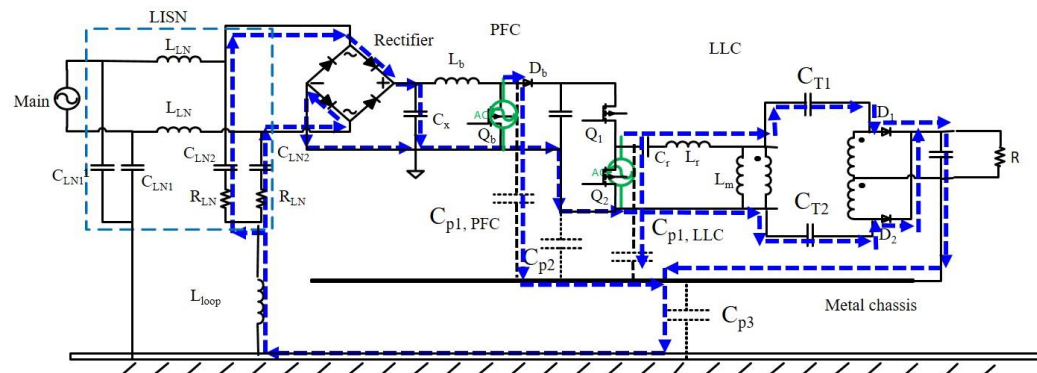 LISN
PFC
LLC
Rectifier
L_LN
L_b
D_b
C_T1
Main
D_1
AC
Q_1
L_LN
C_x
Q_b
C_r
L_r
R
AC
L_m
C_LN2
C_LN2
Q_2
C_T2
C_LN1
C_LN1
R_LN
R_LN
C_p1, PFC
C_p1, LLC
D_2
C_p2
L_loop
Metal chassis
C_p3